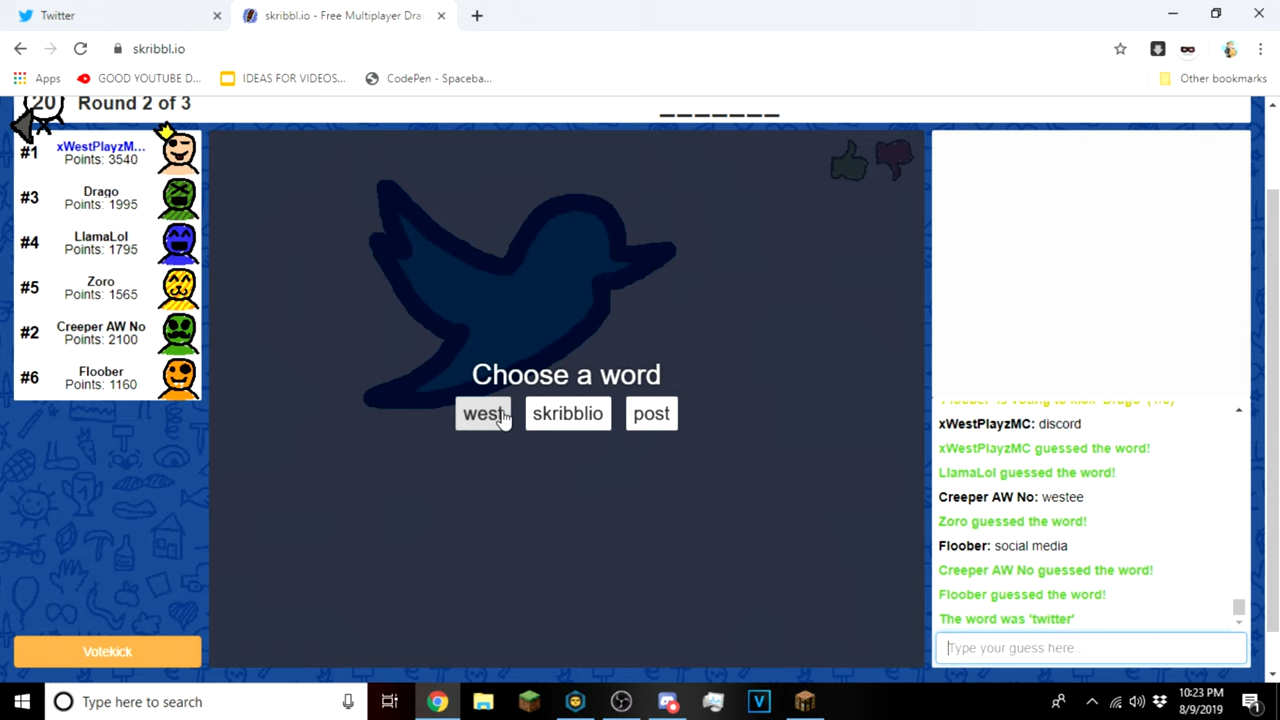 Twitter
skribbl.io - Free Multiplayer Dra
skribbl.io
Apps
GOOD YOUTUBE D...
IDEAS FOR VIDEOS...
CodePen - Spaceba...
Other bookmarks
20
Round 2 of 3
_______
#1
xWestPlayzM...
Points: 3540
#3
Drago
Points: 1995
#4
LlamaLol
Points: 1795
#5
Zoro
Points: 1565
#2
Creeper AW No
Points: 2100
#6
Floober
Points: 1160
Votekick
Choose a word
west
skribblio
post
xWestPlayzMC: discord
xWestPlayzMC guessed the word!
LlamaLol guessed the word!
Creeper AW No: westee
Zoro guessed the word!
Floober: social media
Creeper AW No guessed the word!
Floober guessed the word!
The word was 'twitter'
Type your guess here...
Type here to search
V
10:23 PM
8/9/2019